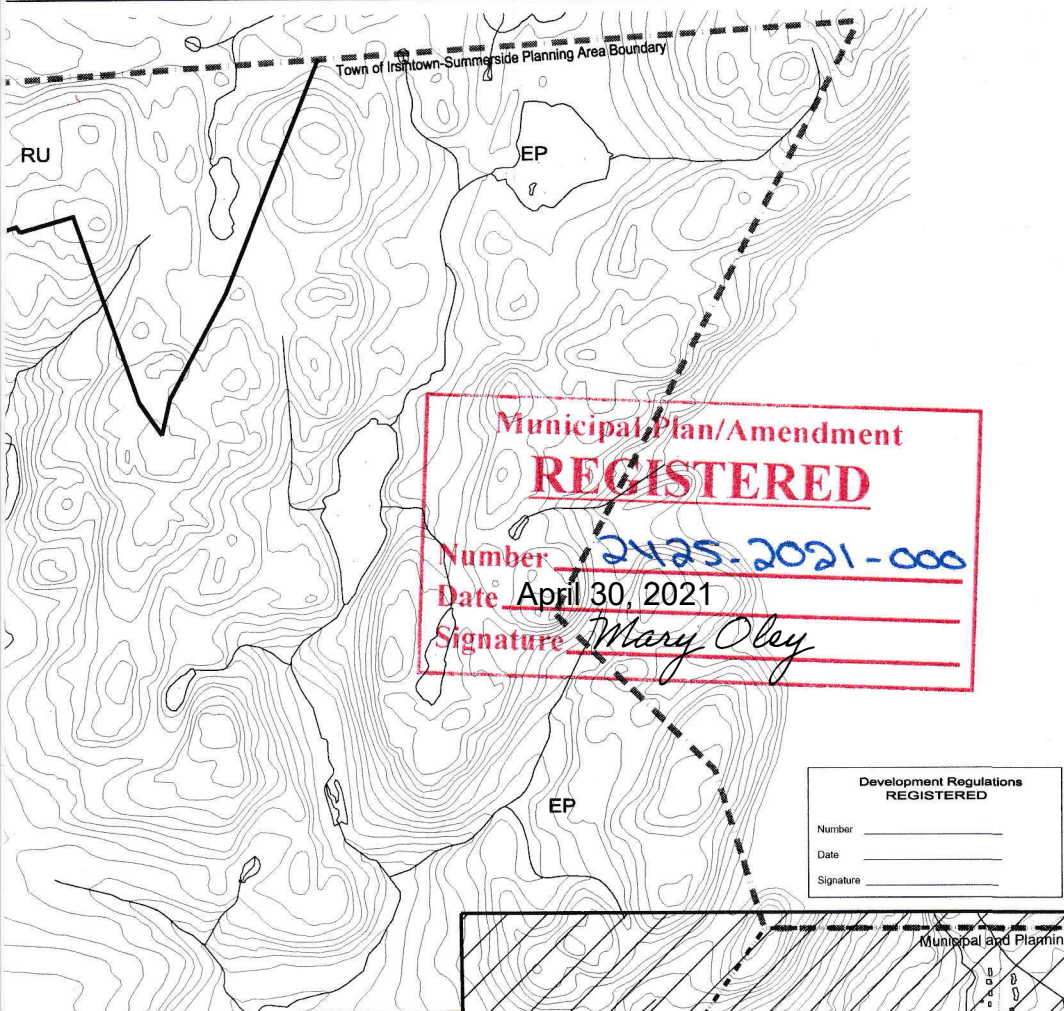 Town of Irsihtown-Summerside Planning Area Boundary
RU
EP
Municipal Plan/Amendment
REGISTERED
Number 2425-2021-000
Date April 30, 2021
Signature Mary Oley
EP
Development Regulations
REGISTERED
Number
Date
Signature
Municipal and Plannin